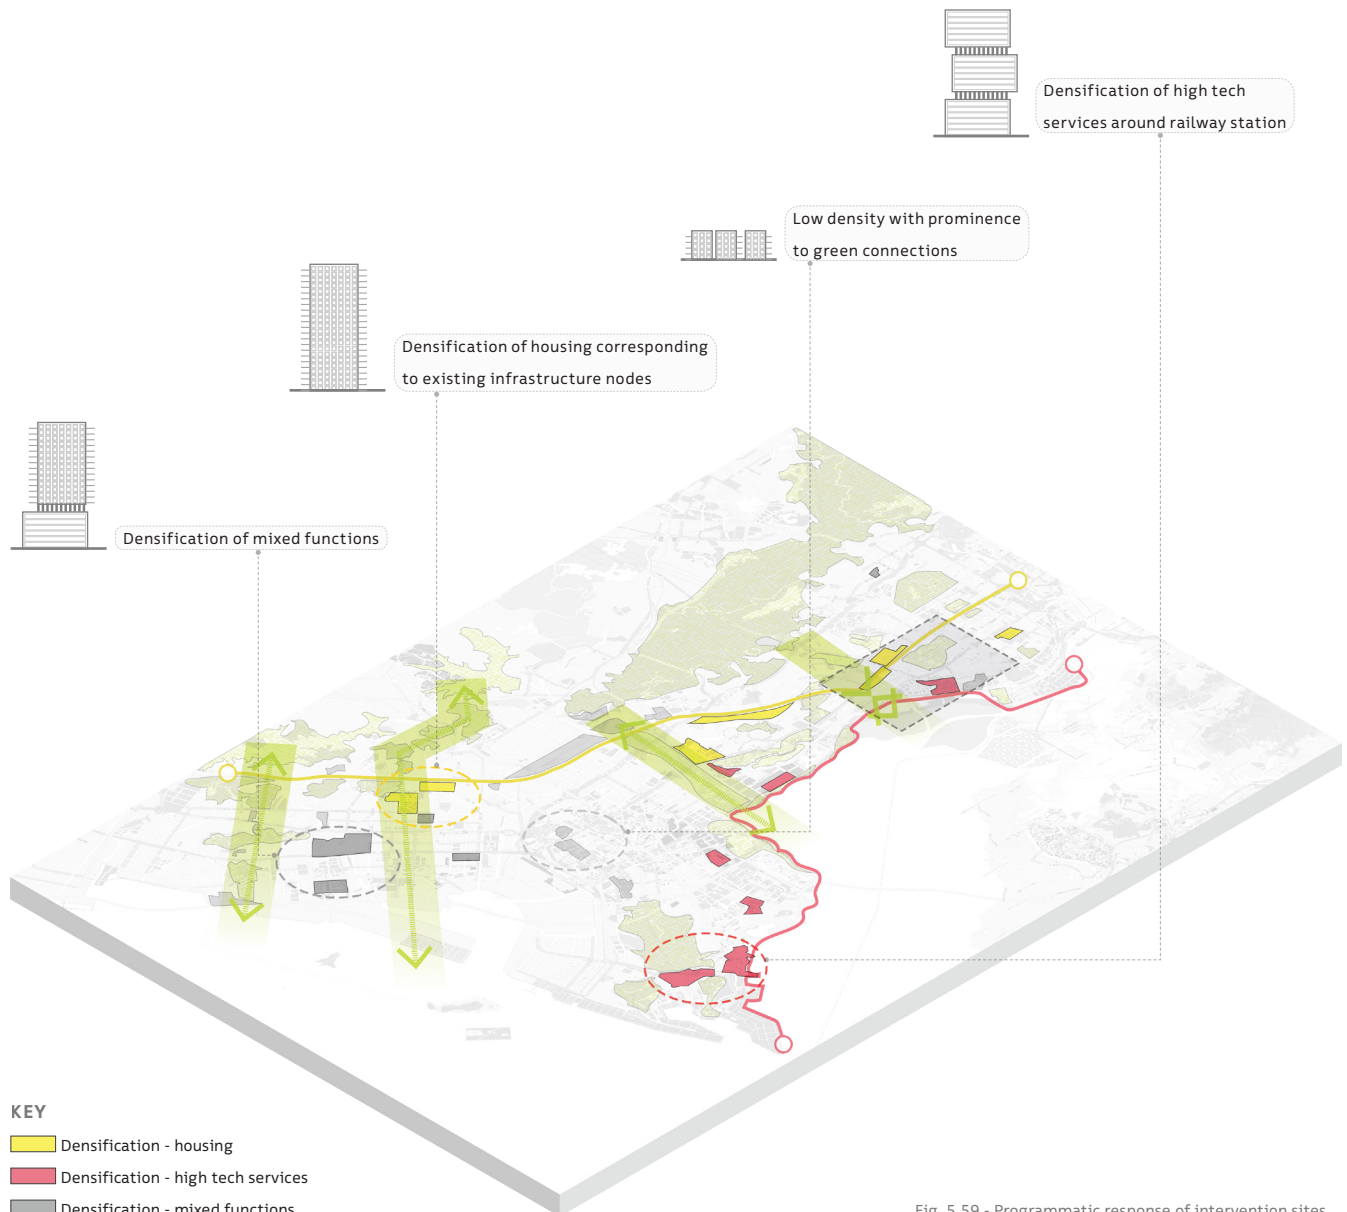 Densification of high tech
services around railway station
Low density with prominence
to green connections
Densification of housing corresponding
to existing infrastructure nodes
Densification of mixed functions
KEY
Densification - housing
Densification - high tech services
Densification - mixed functions
Fig. 5.59 - Programmatic response of intervention sites